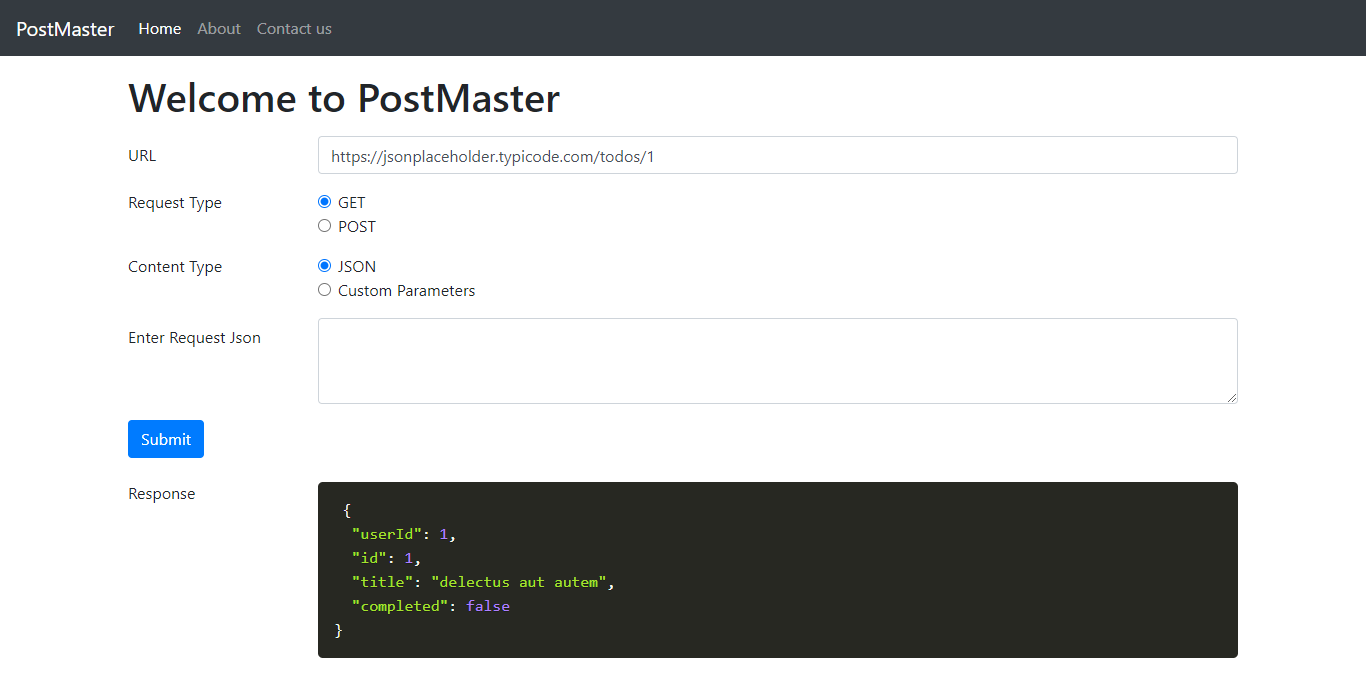 PostMaster Home About Contact us
Welcome to PostMaster
URL https://jsonplaceholder.typicode.com/todos/1
Request Type GET
POST
Content Type JSON
Custom Parameters
Enter Request Json
Submit
Response
{
"userId": 1,
"id": 1,
"title": "delectus aut autem",
"completed": false
}